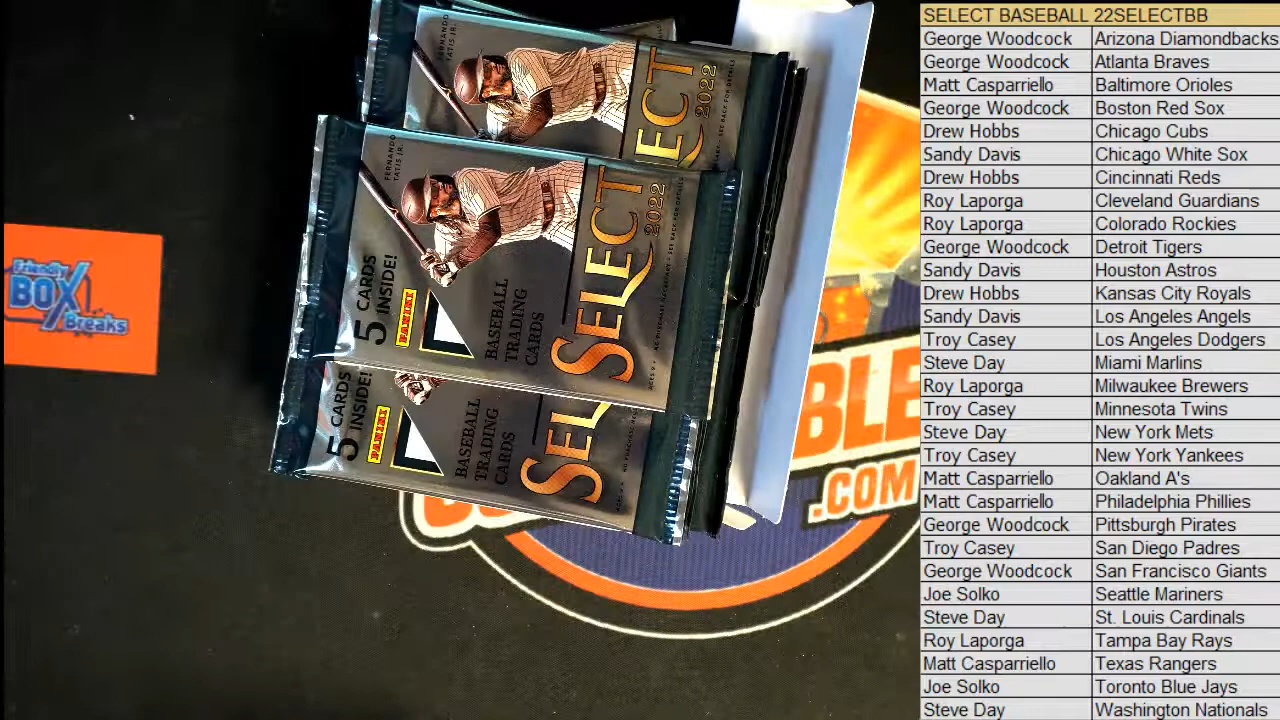 FERNANDO
TATIS JR.
SELECT
2022
FERNANDO
TATIS JR.
5 CARDS
INSIDE!
PANINI
BASEBALL
TRADING
CARDS
SELECT
2022
5 CARDS
INSIDE!
PANINI
BASEBALL
TRADING
CARDS
SEL
Friendly
BOX
Breaks
BLE
.COM
SELECT BASEBALL 22SELECTBB
George Woodcock Arizona Diamondbacks
George Woodcock Atlanta Braves
Matt Casparriello Baltimore Orioles
George Woodcock Boston Red Sox
Drew Hobbs Chicago Cubs
Sandy Davis Chicago White Sox
Drew Hobbs Cincinnati Reds
Roy Laporga Cleveland Guardians
Roy Laporga Colorado Rockies
George Woodcock Detroit Tigers
Sandy Davis Houston Astros
Drew Hobbs Kansas City Royals
Sandy Davis Los Angeles Angels
Troy Casey Los Angeles Dodgers
Steve Day Miami Marlins
Roy Laporga Milwaukee Brewers
Troy Casey Minnesota Twins
Steve Day New York Mets
Troy Casey New York Yankees
Matt Casparriello Oakland A's
Matt Casparriello Philadelphia Phillies
George Woodcock Pittsburgh Pirates
Troy Casey San Diego Padres
George Woodcock San Francisco Giants
Joe Solko Seattle Mariners
Steve Day St. Louis Cardinals
Roy Laporga Tampa Bay Rays
Matt Casparriello Texas Rangers
Joe Solko Toronto Blue Jays
Steve Day Washington Nationals